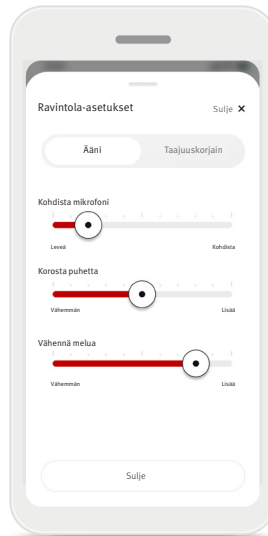 Ravintola-asetukset Sulje ✕
Ääni Taajuuskorjain
Kohdista mikrofoni
Leveä Kohdista
Korosta puhetta
Vähemmän Lisää
Vähennä melua
Vähemmän Lisää
Sulje